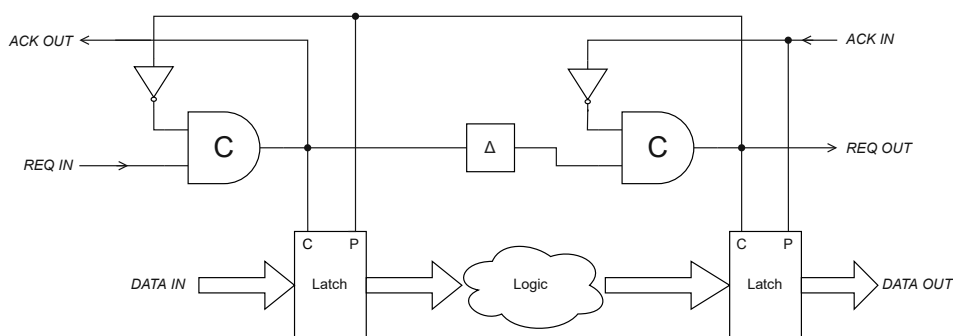 ACK OUT
ACK IN
C
C
Δ
REQ IN
REQ OUT
C P
C P
DATA IN
Latch
Logic
Latch
DATA OUT